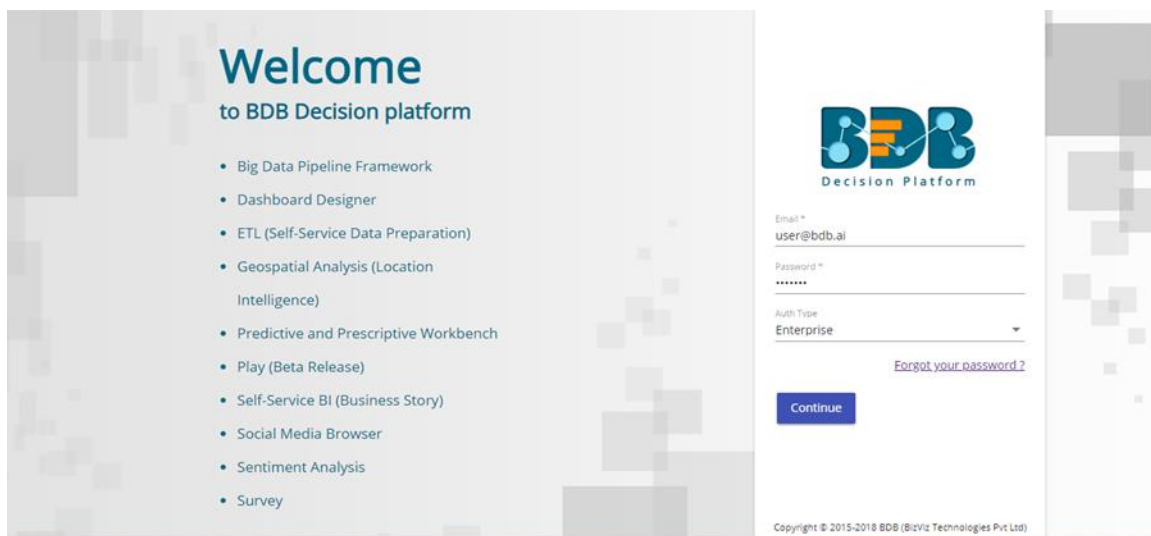 Welcome
to BDB Decision platform
• Big Data Pipeline Framework
• Dashboard Designer
• ETL (Self-Service Data Preparation)
• Geospatial Analysis (Location
Intelligence)
• Predictive and Prescriptive Workbench
• Play (Beta Release)
• Self-Service BI (Business Story)
• Social Media Browser
• Sentiment Analysis
• Survey
BDB
Decision Platform
Email *
user@bdb.ai
Password *
•••••••
Auth Type
Enterprise
Forgot your password ?
Continue
Copyright © 2015-2018 BDB (BizViz Technologies Pvt Ltd)